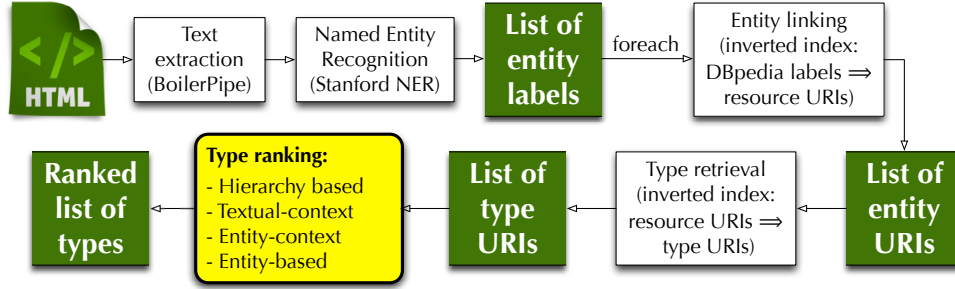 </>
HTML
Text
extraction
(BoilerPipe)
Named Entity
Recognition
(Stanford NER)
List of
entity
labels
foreach
Entity linking
(inverted index:
DBpedia labels ⟹
resource URIs)
Ranked
list of
types
Type ranking:
- Hierarchy based
- Textual-context
- Entity-context
- Entity-based
List of
type
URIs
Type retrieval
(inverted index:
resource URIs ⟹
type URIs)
List of
entity
URIs